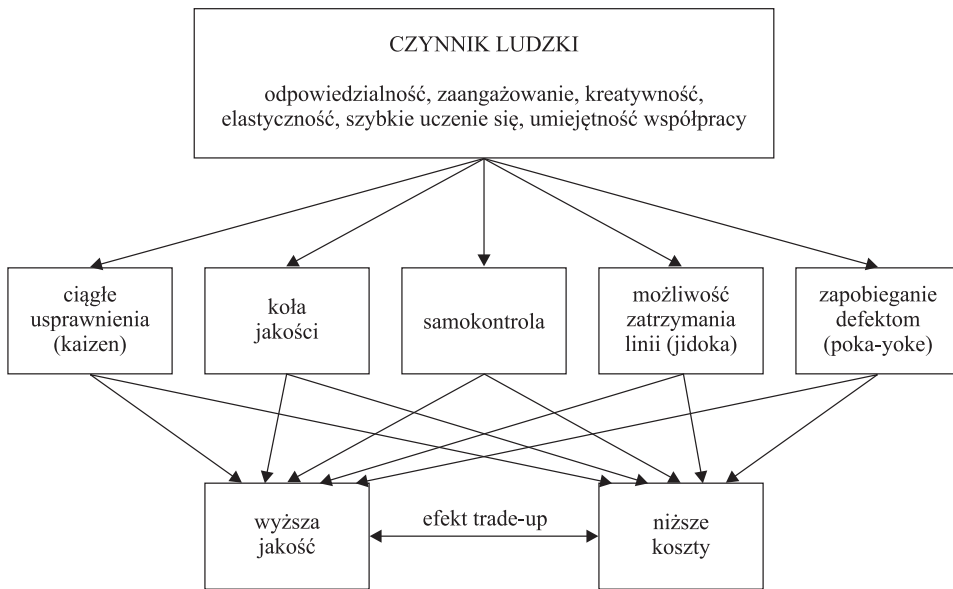 CZYNNIK LUDZKI
odpowiedzialność, zaangażowanie, kreatywność,
elastyczność, szybkie uczenie się, umiejętność współpracy
ciągłe
usprawnienia
(kaizen)
koła
jakości
samokontrola
możliwość
zatrzymania
linii (jidoka)
zapobieganie
defektom
(poka-yoke)
wyższa
jakość
efekt trade-up
niższe
koszty